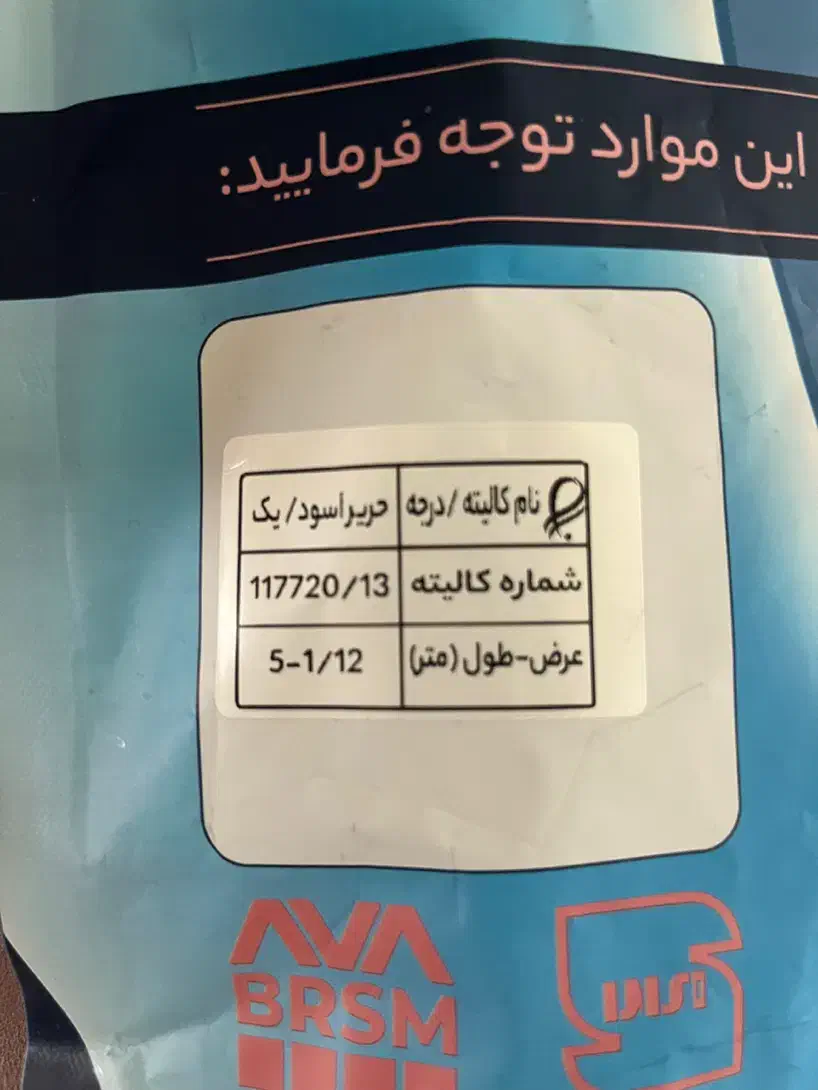 این موارد توجه فرمایید:
نام کالیته /درجه حریر اسود/ یک
شماره کالیته 117720/13
عرض-طول (متر) 5-1/12
AVA
BRSM